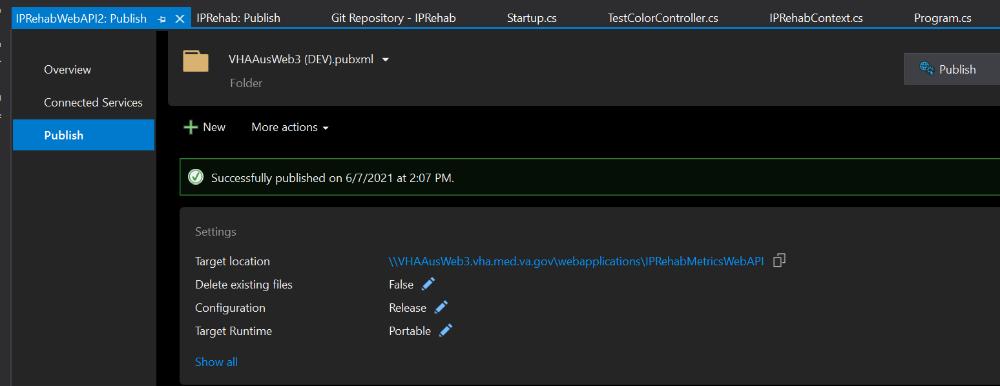 IPRehabWebAPI2: Publish IPRehab: Publish Git Repository - IPRehab Startup.cs TestColorController.cs IPRehabContext.cs Program.cs
Overview
Connected Services
Publish
VHAAusWeb3 (DEV).pubxml
Folder
Publish
New More actions
Successfully published on 6/7/2021 at 2:07 PM.
Settings
Target location \\VHAAusWeb3.vha.med.va.gov\webapplications\IPRehabMetricsWebAPI
Delete existing files False
Configuration Release
Target Runtime Portable
Show all